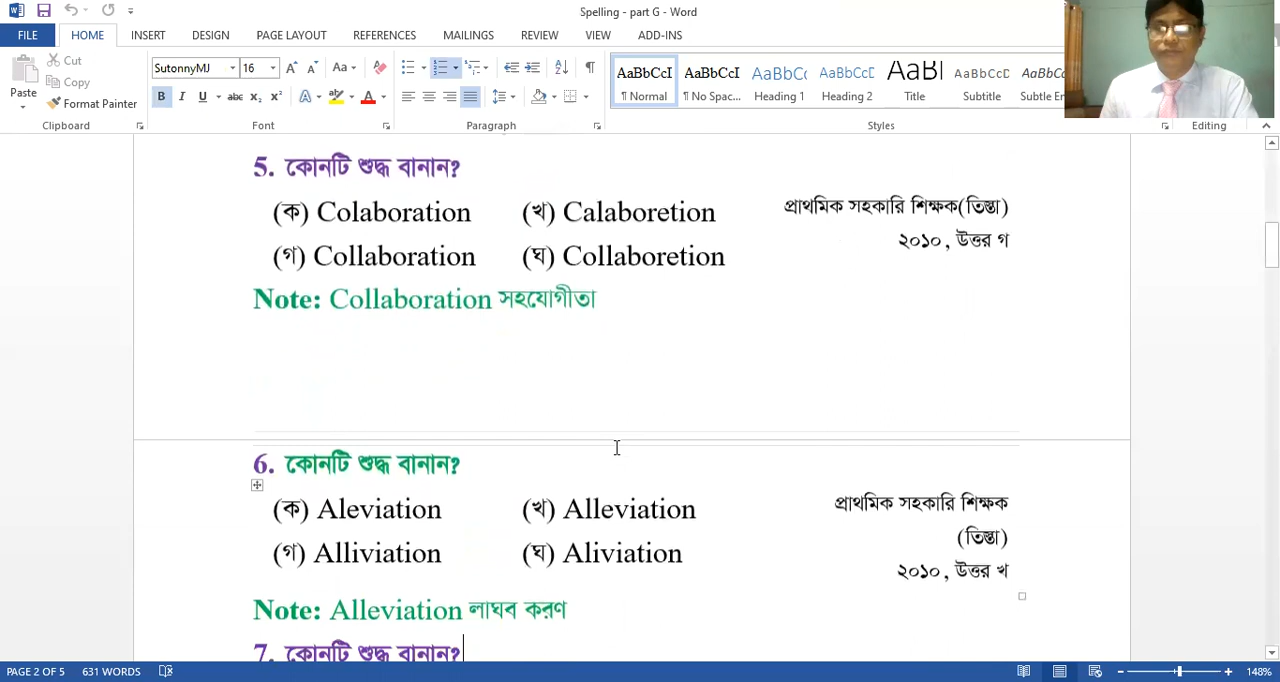 Spelling - part G - Word
FILE HOME INSERT DESIGN PAGE LAYOUT REFERENCES MAILINGS REVIEW VIEW ADD-INS
Cut
Copy
Format Painter
Paste
SutonnyMJ 16
AaBbCcI AaBbCcI AaBbCc AaBbCcD AaBI AaBbCcD AaBbCc
¶ Normal ¶ No Spac... Heading 1 Heading 2 Title Subtitle Subtle En
Clipboard Font Paragraph Styles Editing
5. কোনটি শুদ্ধ বানান?
(ক) Colaboration (খ) Calaboretion
(গ) Collaboration (ঘ) Collaboretion
প্রাথমিক সহকারি শিক্ষক(তিস্তা)
২০১০, উত্তর গ
Note: Collaboration সহযোগীতা
6. কোনটি শুদ্ধ বানান?
(ক) Aleviation (খ) Alleviation
(গ) Alliviation (ঘ) Aliviation
প্রাথমিক সহকারি শিক্ষক
(তিস্তা)
২০১০, উত্তর খ
Note: Alleviation লাঘব করণ
7. কোনটি শুদ্ধ বানান?
PAGE 2 OF 5 631 WORDS 148%